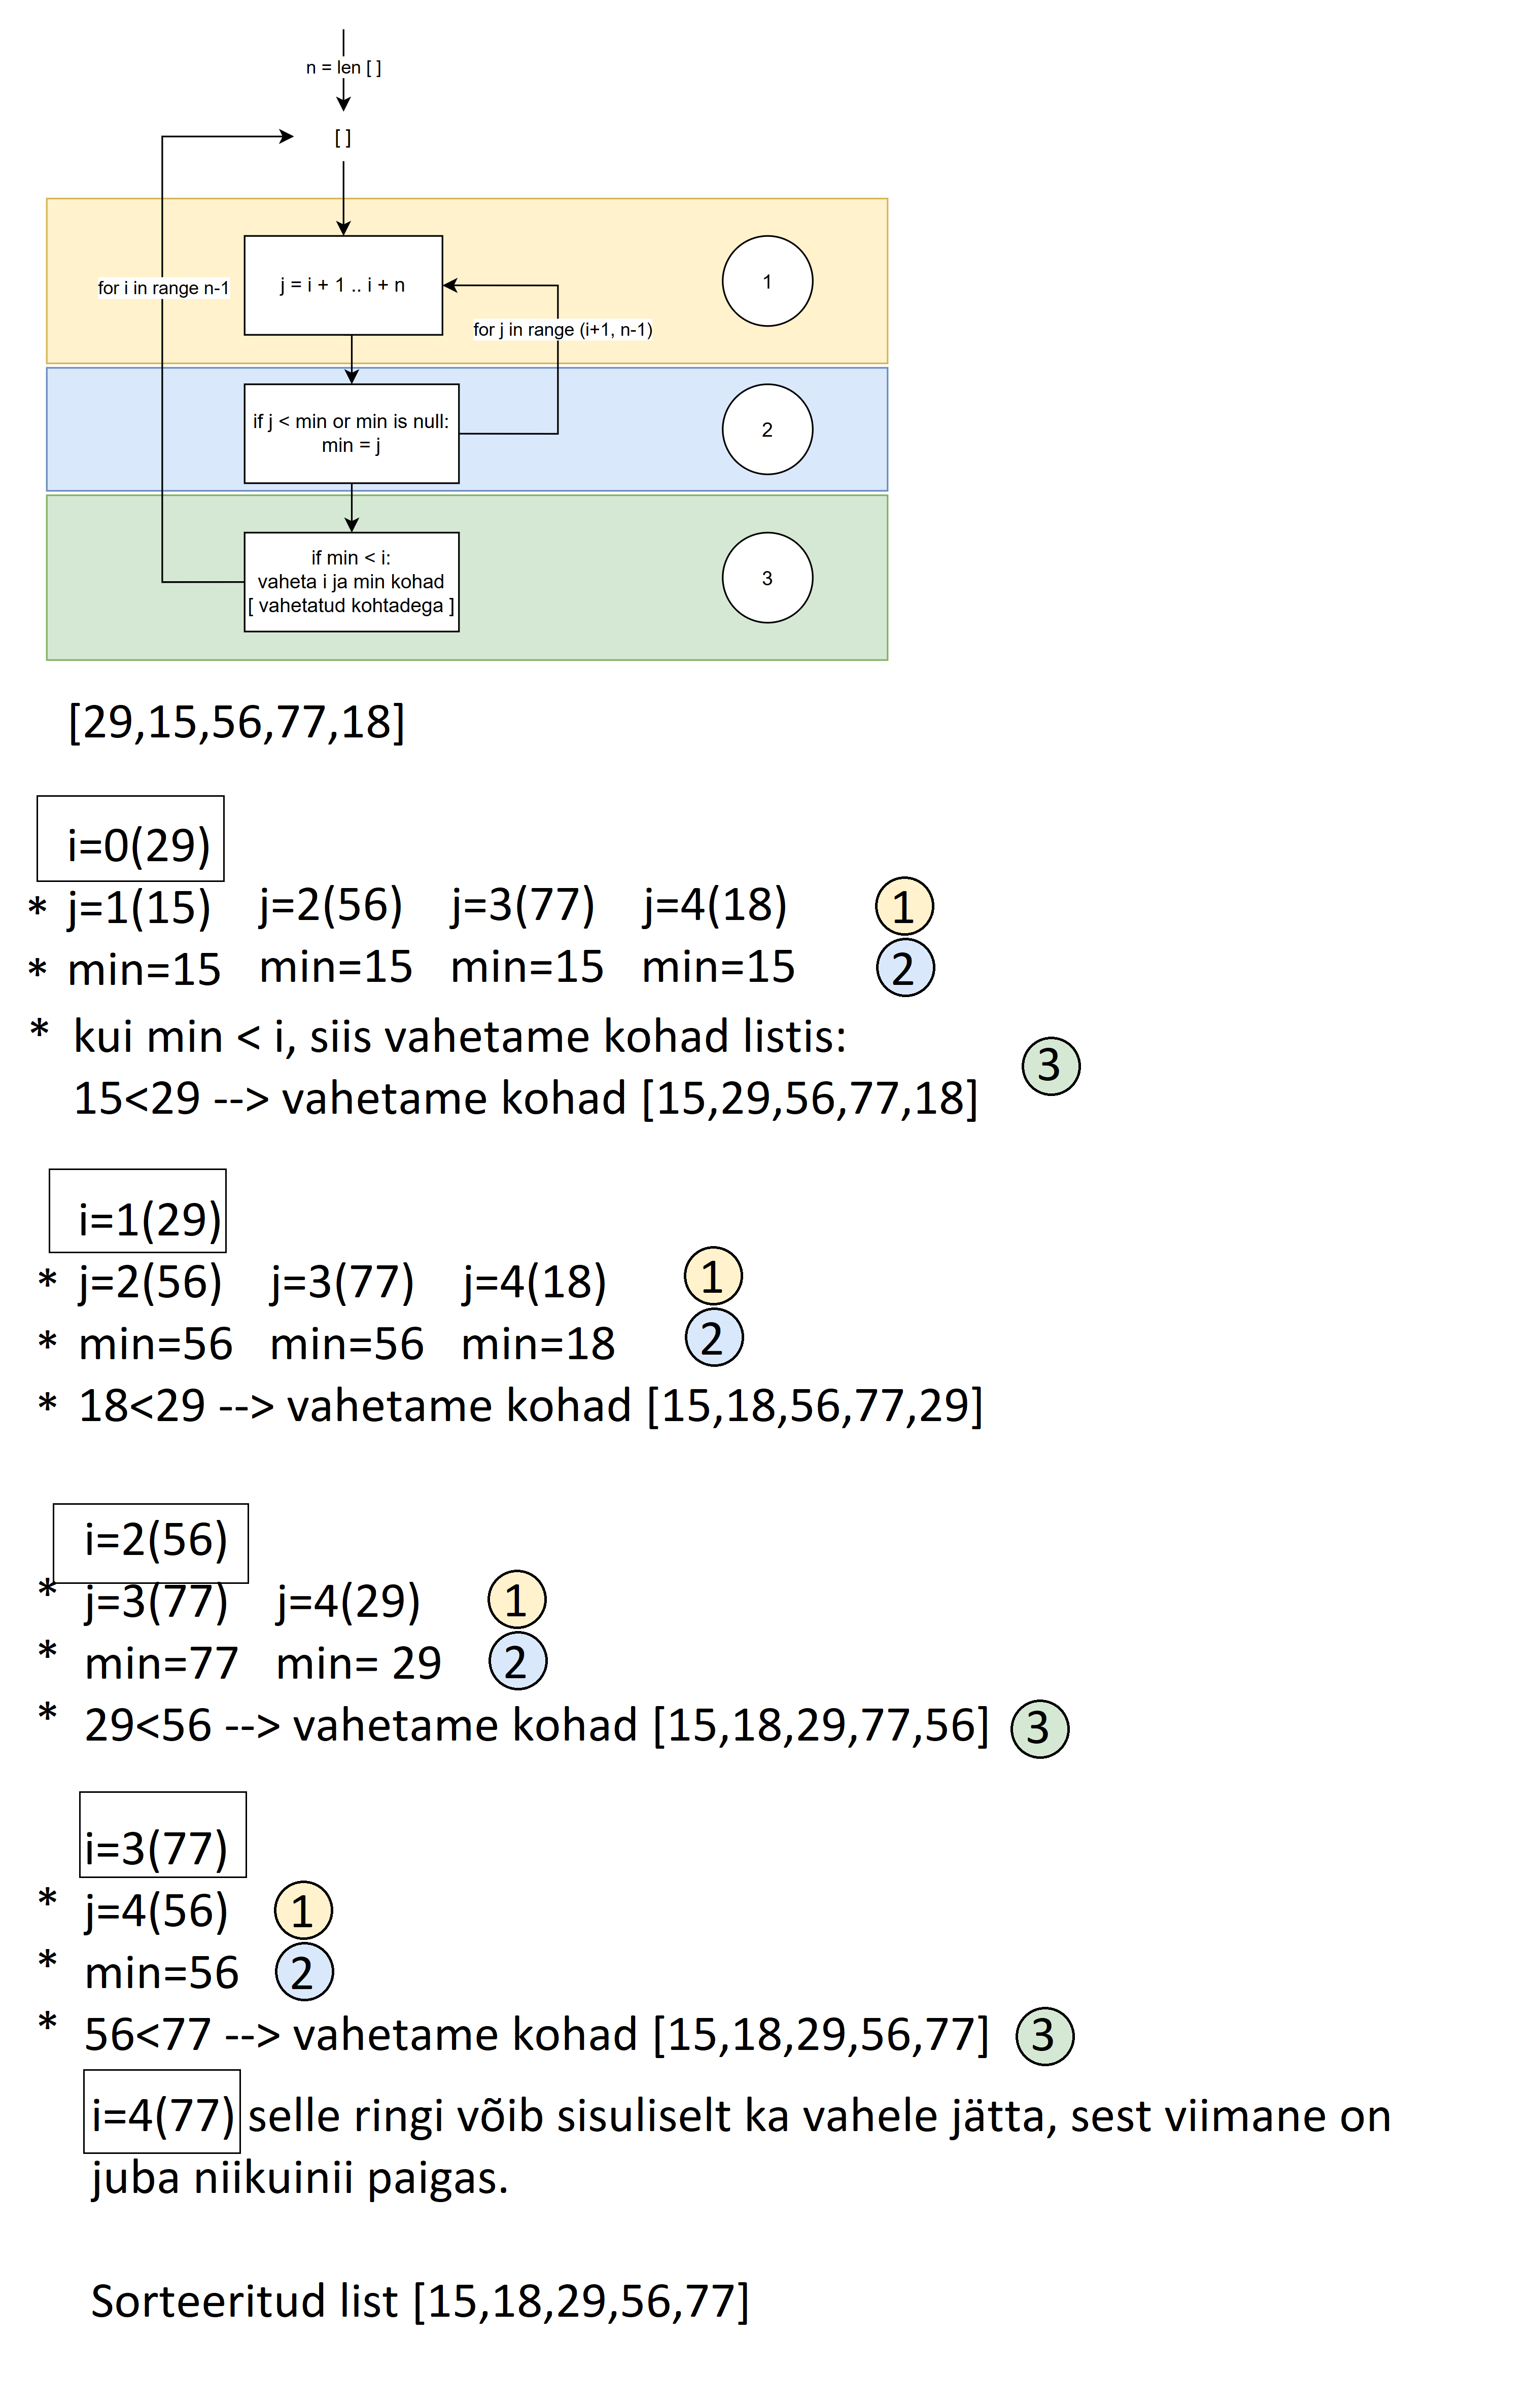 n = len [ ]
[ ]
for i in range n-1
j = i + 1 .. i + n
1
for j in range (i+1, n-1)
if j < min or min is null:
min = j
2
if min < i:
vaheta i ja min kohad
[ vahetatud kohtadega ]
3
[29,15,56,77,18]
i=0(29)
* j=1(15) j=2(56) j=3(77) j=4(18) 1
* min=15 min=15 min=15 min=15 2
* kui min < i, siis vahetame kohad listis:
15<29 --> vahetame kohad [15,29,56,77,18] 3
i=1(29)
* j=2(56) j=3(77) j=4(18) 1
* min=56 min=56 min=18 2
* 18<29 --> vahetame kohad [15,18,56,77,29]
i=2(56)
* j=3(77) j=4(29) 1
* min=77 min= 29 2
* 29<56 --> vahetame kohad [15,18,29,77,56] 3
i=3(77)
* j=4(56) 1
* min=56 2
* 56<77 --> vahetame kohad [15,18,29,56,77] 3
i=4(77) selle ringi võib sisuliselt ka vahele jätta, sest viimane on
juba niikuinii paigas.
Sorteeritud list [15,18,29,56,77]